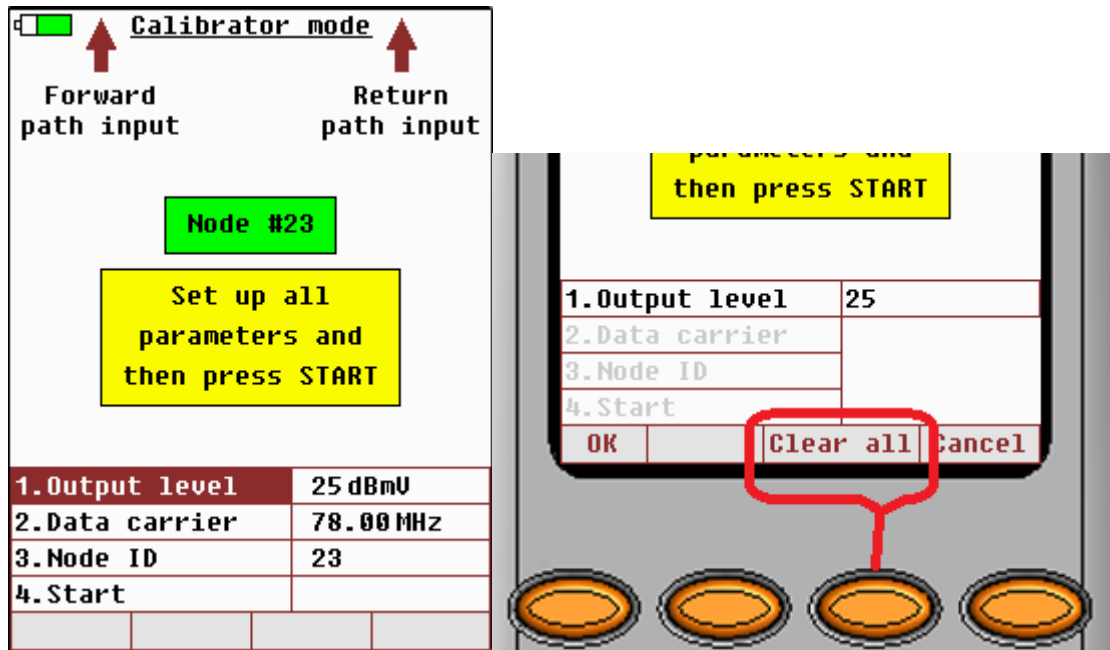 Calibrator mode
Forward
path input
Return
path input
Node #23
Set up all
parameters and
then press START
1.Output level 25 dBmV
2.Data carrier 78.00 MHz
3.Node ID 23
4.Start
parameters and
then press START
1.Output level 25
2.Data carrier
3.Node ID
4.Start
OK Clear all Cancel